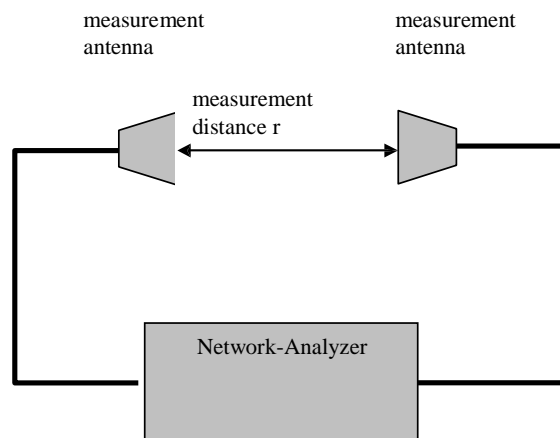 measurement
antenna
measurement
antenna
measurement
distance r
Network-Analyzer